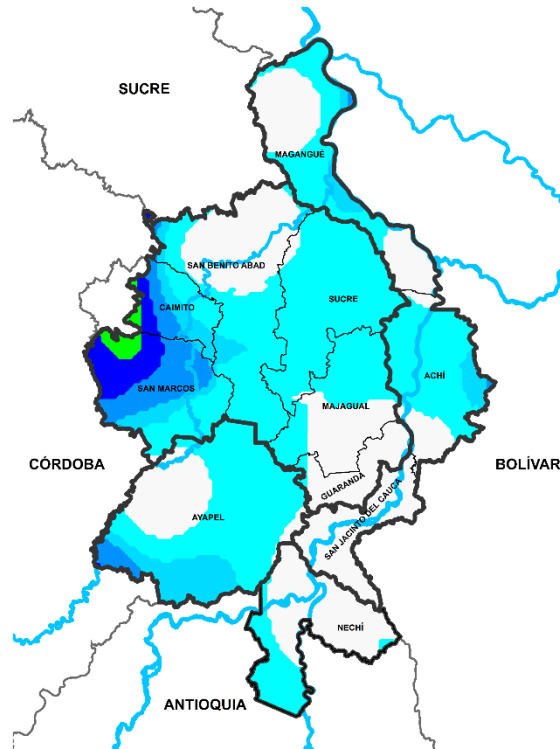 SUCRE
MAGANGUÉ
SAN BENITO ABAD
CAIMITO
SUCRE
ACHÍ
SAN MARCOS
MAJAGUAL
CÓRDOBA
BOLÍVAR
GUARANDA
AYAPEL
SAN JACINTO DEL CAUCA
NECHÍ
ANTIOQUIA